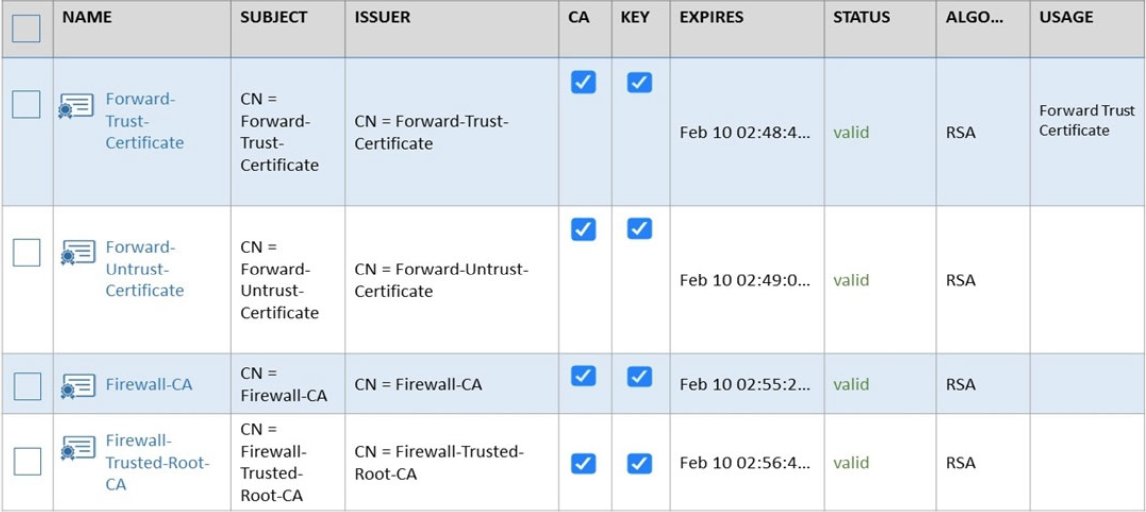 NAME SUBJECT ISSUER CA KEY EXPIRES STATUS ALGO... USAGE
Forward-
Trust-
Certificate
CN =
Forward-
Trust-
Certificate
CN = Forward-Trust-
Certificate
Feb 10 02:48:4...
valid
RSA
Forward Trust
Certificate
Forward-
Untrust-
Certificate
CN =
Forward-
Untrust-
Certificate
CN = Forward-Untrust-
Certificate
Feb 10 02:49:0...
valid
RSA
Firewall-CA
CN =
Firewall-CA
CN = Firewall-CA
Feb 10 02:55:2...
valid
RSA
Firewall-
Trusted-Root-
CA
CN =
Firewall-
Trusted-
Root-CA
CN = Firewall-Trusted-
Root-CA
Feb 10 02:56:4...
valid
RSA